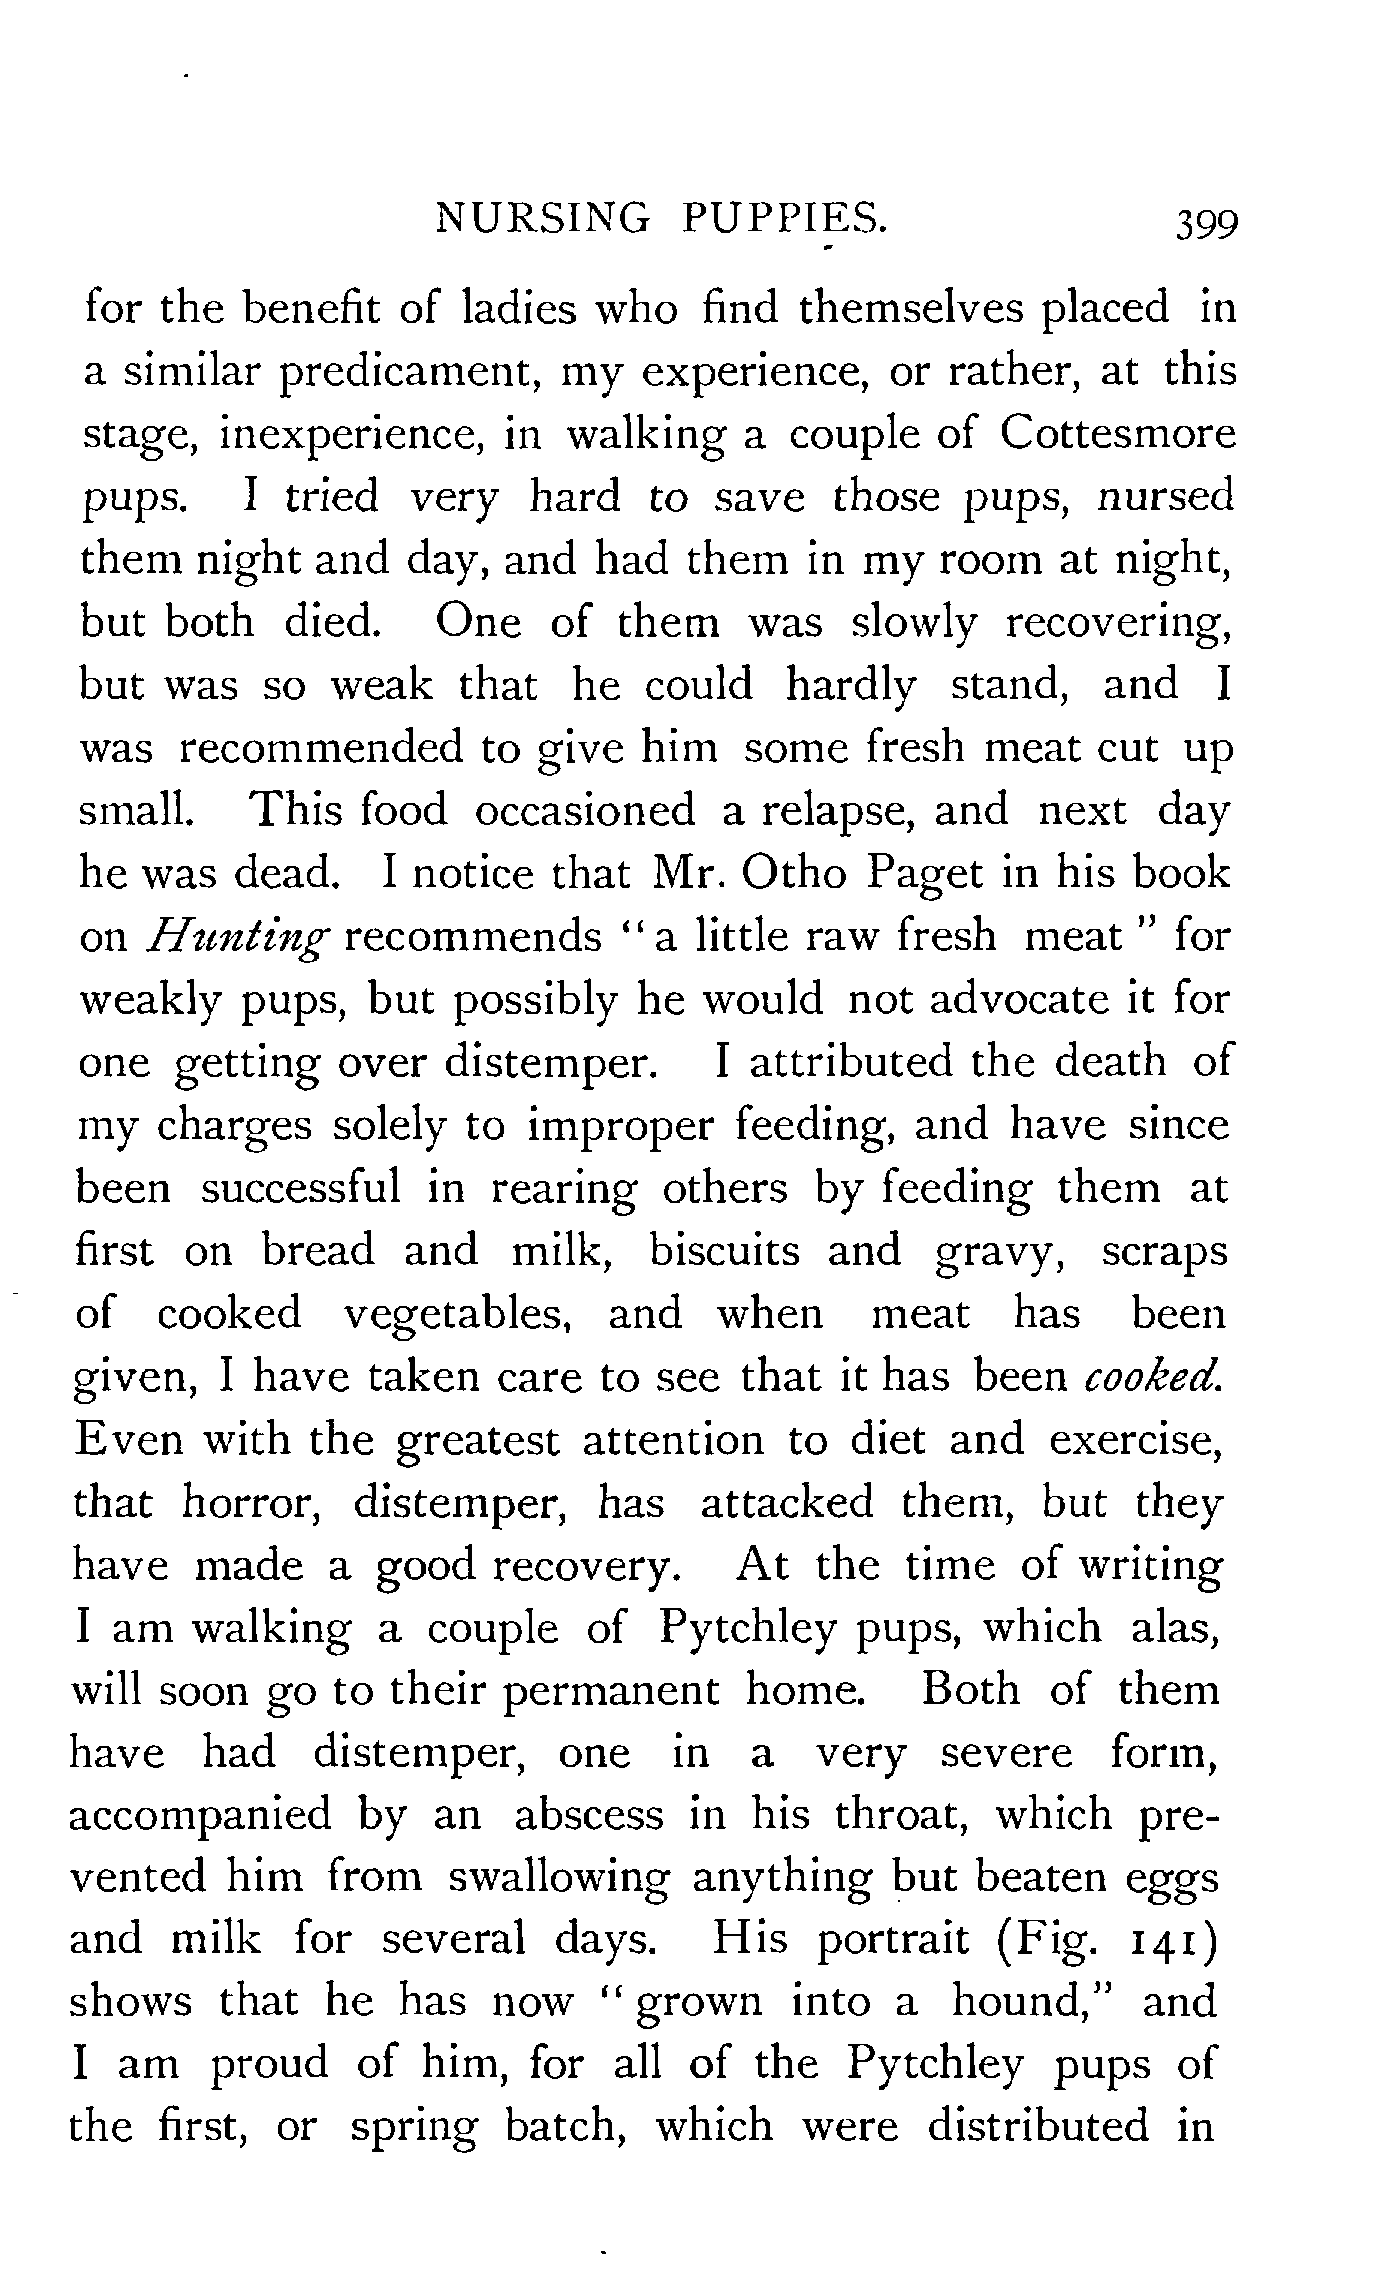 NURSING PUPPIES. 399
for the benefit of ladies who find themselves placed in
a similar predicament, my experience, or rather, at this
stage, inexperience, in walking a couple of Cottesmore
pups. I tried very hard to save those pups, nursed
them night and day, and had them in my room at night,
but both died. One of them was slowly recovering,
but was so weak that he could hardly stand, and I
was recommended to give him some fresh meat cut up
small. This food occasioned a relapse, and next day
he was dead. I notice that Mr. Otho Paget in his book
on Hunting recommends "a little raw fresh meat" for
weakly pups, but possibly he would not advocate it for
one getting over distemper. I attributed the death of
my charges solely to improper feeding, and have since
been successful in rearing others by feeding them at
first on bread and milk, biscuits and gravy, scraps
of cooked vegetables, and when meat has been
given, I have taken care to see that it has been cooked.
Even with the greatest attention to diet and exercise,
that horror, distemper, has attacked them, but they
have made a good recovery. At the time of writing
I am walking a couple of Pytchley pups, which alas,
will soon go to their permanent home. Both of them
have had distemper, one in a very severe form,
accompanied by an abscess in his throat, which pre-
vented him from swallowing anything but beaten eggs
and milk for several days. His portrait (Fig. 141)
shows that he has now "grown into a hound," and
I am proud of him, for all of the Pytchley pups of
the first, or spring batch, which were distributed in